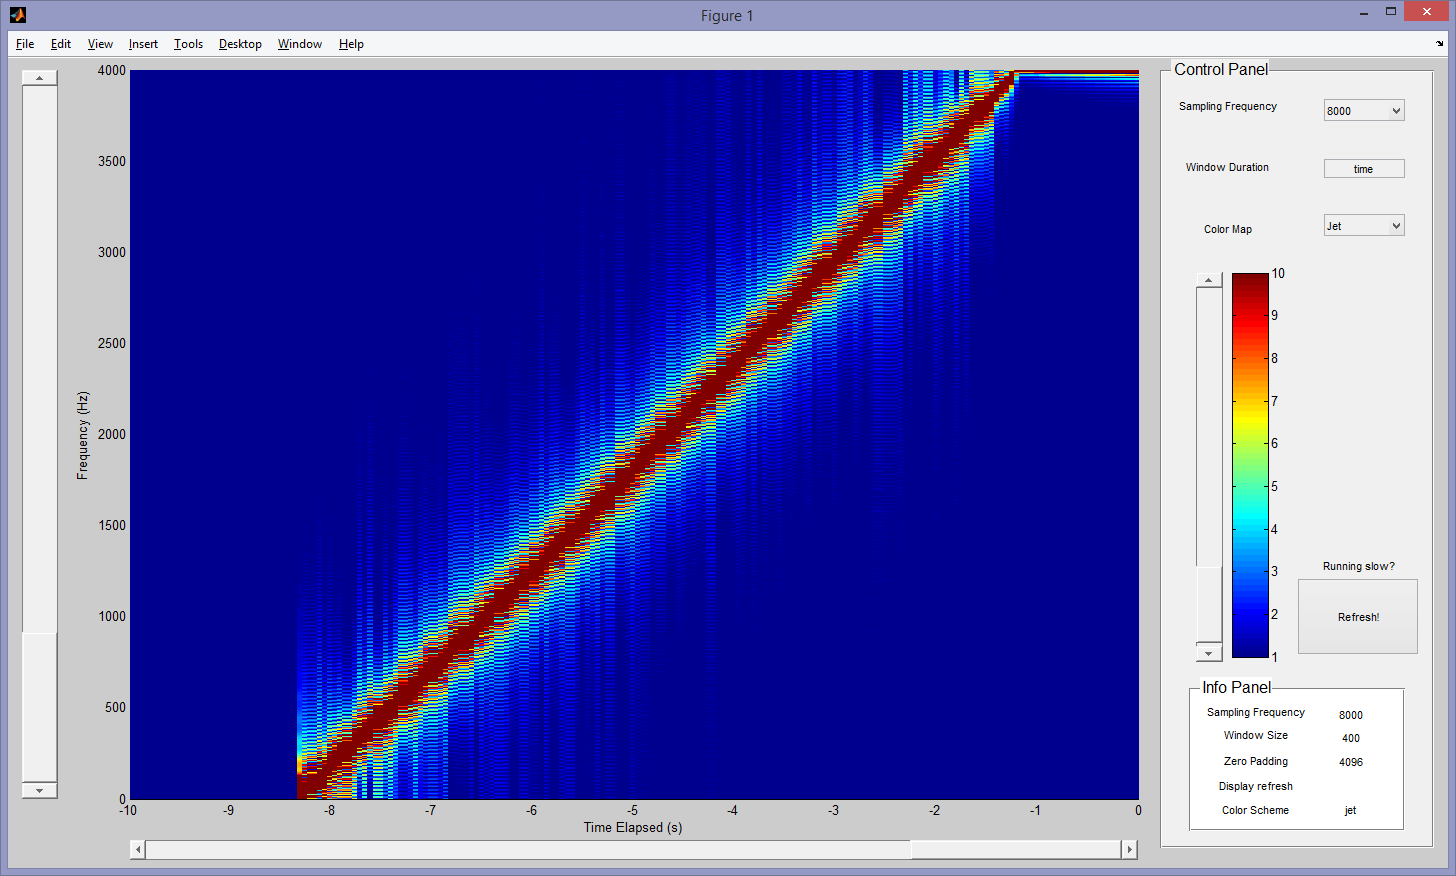 Figure 1
File Edit View Insert Tools Desktop Window Help
Frequency (Hz)
4000
3500
3000
2500
2000
1500
1000
500
0
-10 -9 -8 -7 -6 -5 -4 -3 -2 -1 0
Time Elapsed (s)
Control Panel
Sampling Frequency 8000
Window Duration time
Color Map Jet
10
9
8
7
6
5
4
3
2
1
Running slow?
Refresh!
Info Panel
Sampling Frequency 8000
Window Size 400
Zero Padding 4096
Display refresh
Color Scheme jet